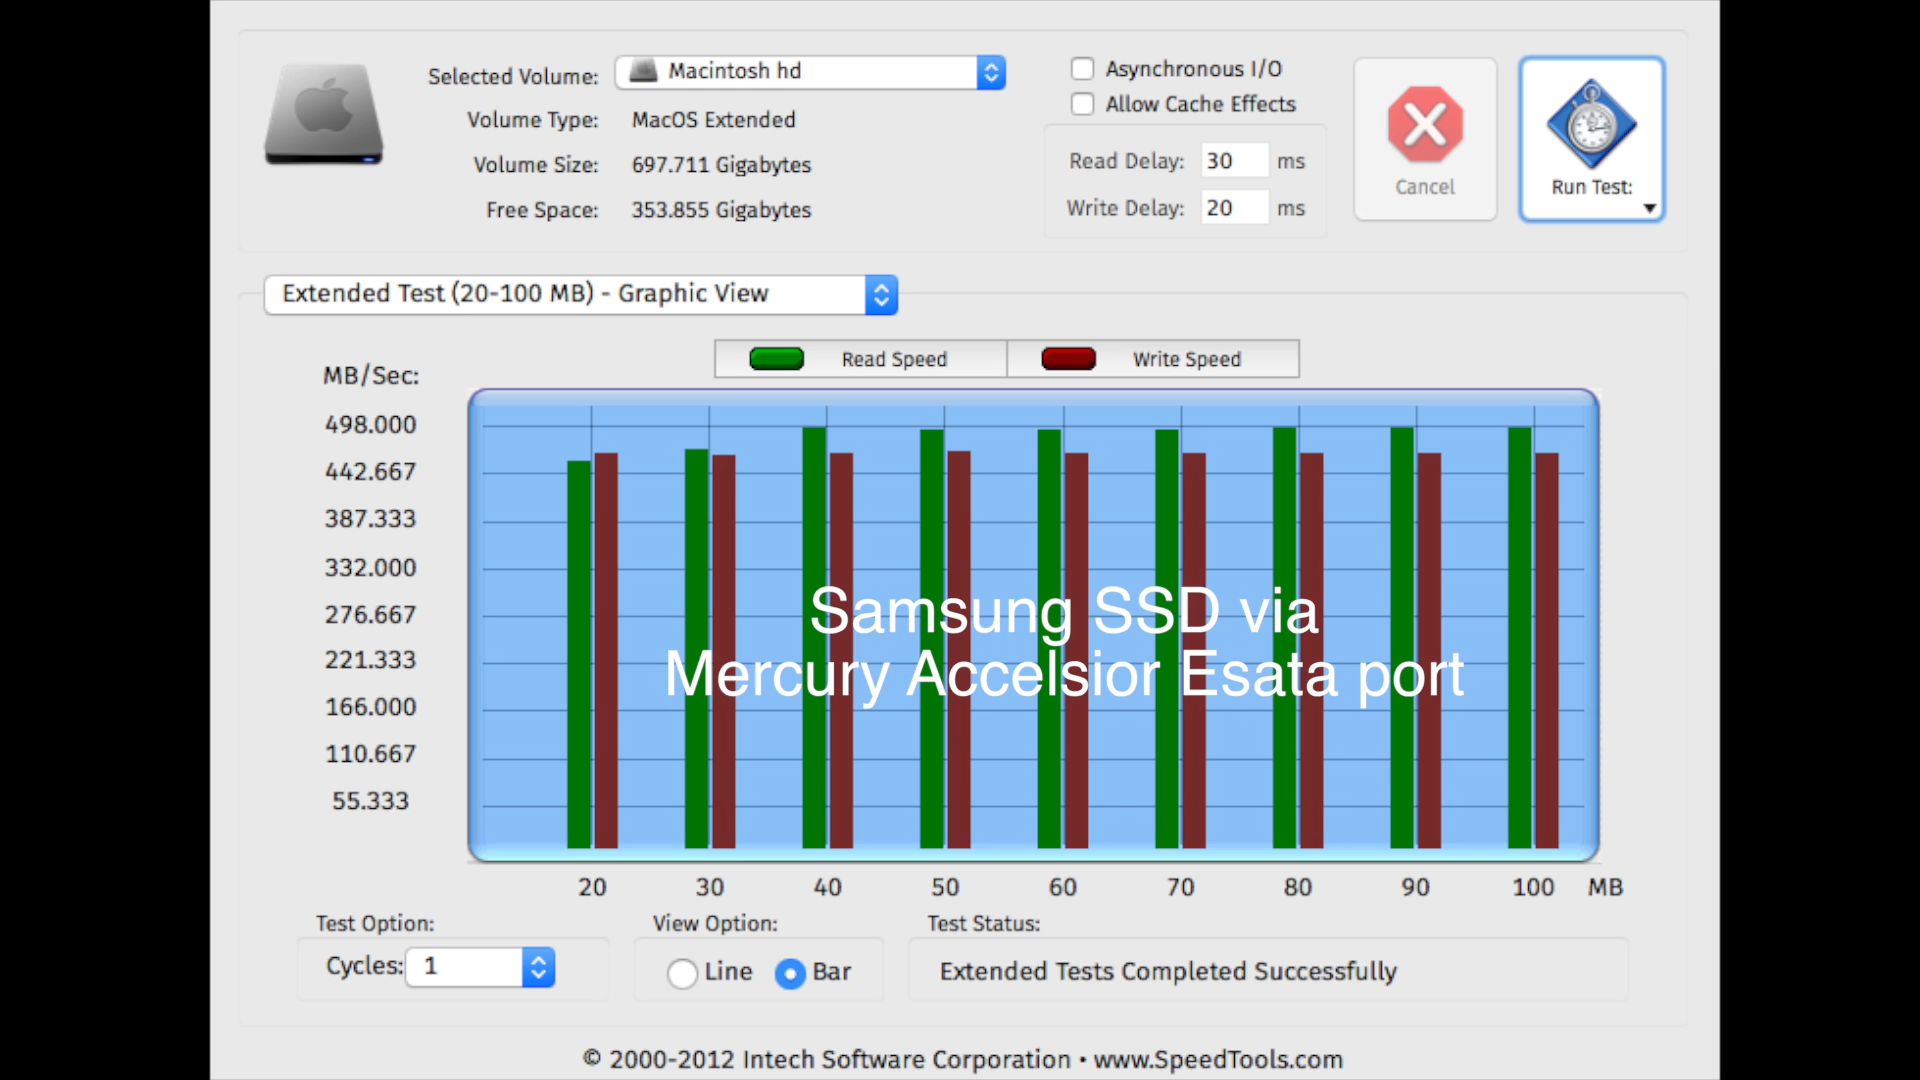 Selected Volume: Macintosh hd
Volume Type: MacOS Extended
Volume Size: 697.711 Gigabytes
Free Space: 353.855 Gigabytes
Asynchronous I/O
Allow Cache Effects
Read Delay: 30 ms
Write Delay: 20 ms
Cancel
Run Test:
Extended Test (20-100 MB) - Graphic View
Read Speed Write Speed
MB/Sec:
498.000
442.667
387.333
332.000
276.667
221.333
166.000
110.667
55.333
Samsung SSD via
Mercury Accelsior Esata port
20 30 40 50 60 70 80 90 100 MB
Test Option:
Cycles: 1
View Option:
Line Bar
Test Status:
Extended Tests Completed Successfully
© 2000-2012 Intech Software Corporation • www.SpeedTools.com